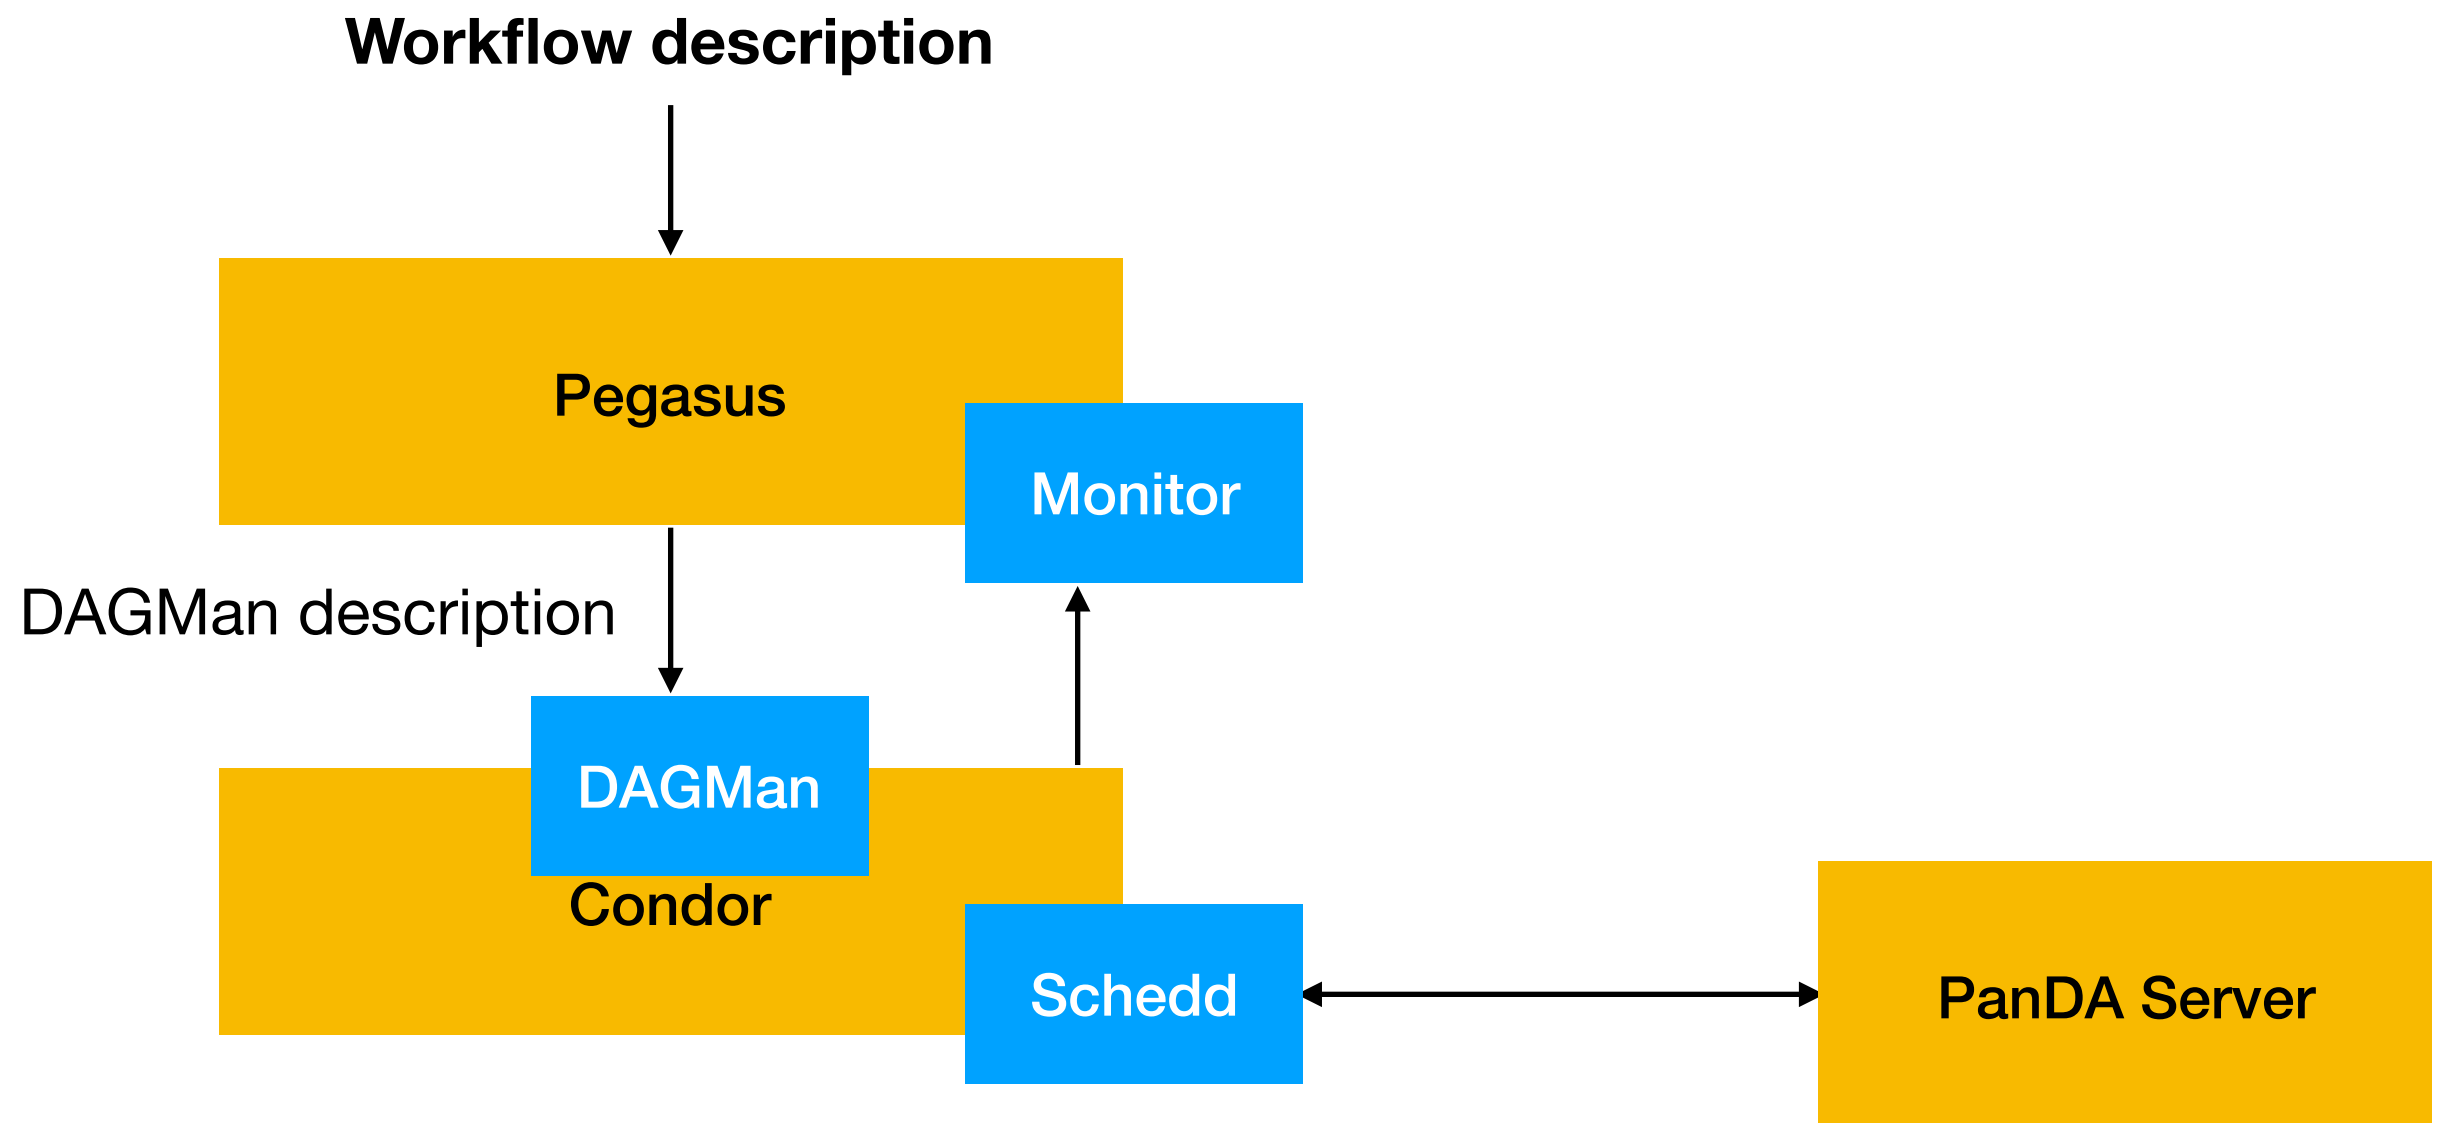 Workflow description
Pegasus
Monitor
DAGMan description
DAGMan
Condor
Schedd
PanDA Server